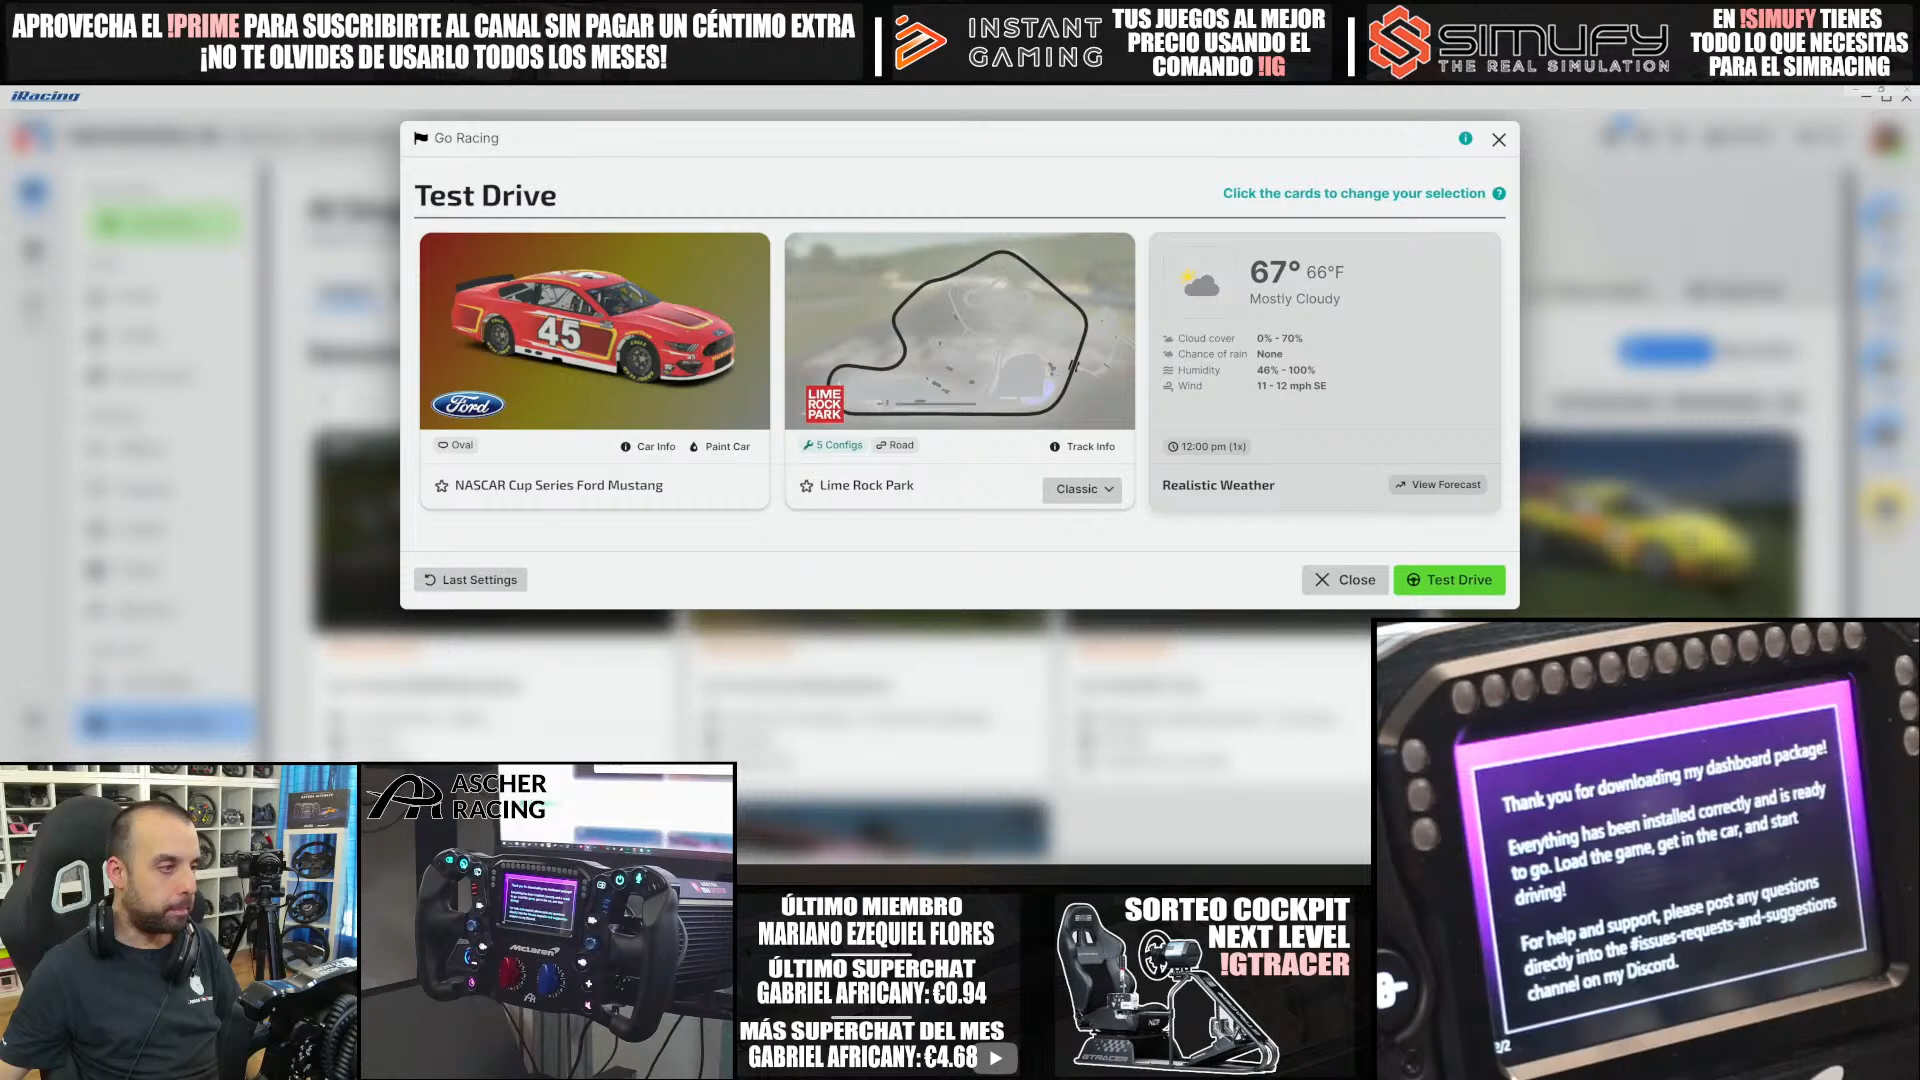 APROVECHA EL !PRIME PARA SUSCRIBIRTE AL CANAL SIN PAGAR UN CÉNTIMO EXTRA
¡NO TE OLVIDES DE USARLO TODOS LOS MESES!
INSTANT
GAMING
TUS JUEGOS AL MEJOR
PRECIO USANDO EL
COMANDO !IG
SIMUFY
THE REAL SIMULATION
EN !SIMUFY TIENES
TODO LO QUE NECESITAS
PARA EL SIMRACING
iRacing
Go Racing
Test Drive
Click the cards to change your selection
45
Ford
Oval
Car Info
Paint Car
NASCAR Cup Series Ford Mustang
LIME
ROCK
PARK
5 Configs
Road
Track Info
Lime Rock Park
Classic
67° 66°F
Mostly Cloudy
Cloud cover 0% - 70%
Chance of rain None
Humidity 46% - 100%
Wind 11 - 12 mph SE
12:00 pm (1x)
Realistic Weather
View Forecast
Last Settings
Close
Test Drive
ASCHER
RACING
McLaren
ÚLTIMO MIEMBRO
MARIANO EZEQUIEL FLORES
ÚLTIMO SUPERCHAT
GABRIEL AFRICANY: €0.94
MÁS SUPERCHAT DEL MES
GABRIEL AFRICANY: €4.68
SORTEO COCKPIT
NEXT LEVEL
!GTRACER
GTRACER
Thank you for downloading my dashboard package!
Everything has been installed correctly and is ready
to go. Load the game, get in the car, and start
driving!
For help and support, please post any questions
directly into the #issues-requests-and-suggestions
channel on my Discord.
2/2